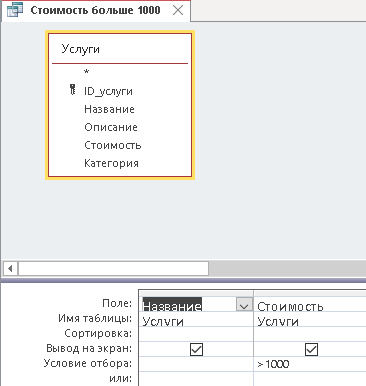 Стоимость больше 1000
Услуги
*
ID_услуги
Название
Описание
Стоимость
Категория
Поле: Название Стоимость
Имя таблицы: Услуги Услуги
Сортировка:
Вывод на экран:
Условие отбора: >1000
или: